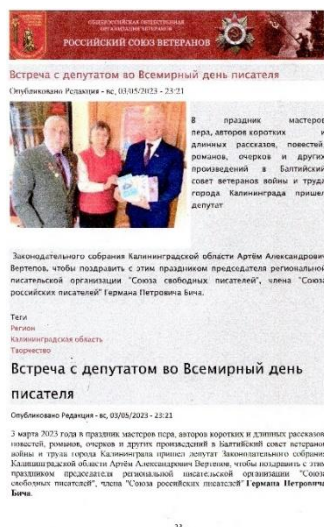 ОБЩЕРОССИЙСКАЯ ОБЩЕСТВЕННАЯ
ОРГАНИЗАЦИЯ ВЕТЕРАНОВ
РОССИЙСКИЙ СОЮЗ ВЕТЕРАНОВ
Встреча с депутатом во Всемирный день писателя
Опубликовано Редакция - вс, 03/05/2023 - 23:21
В праздник мастеров
пера, авторов коротких и
длинных рассказов, повестей,
романов, очерков и других
произведений в Балтийский
совет ветеранов войны и труда
города Калининграда пришел
депутат
Законодательного собрания Калининградской области Артём Александрович
Вертепов, чтобы поздравить с этим праздником председателя региональной
писательской организации "Союза свободных писателей", члена "Союза
российских писателей" Германа Петровича Бича.
Теги
Регион
Калининградская область
Творчество
Встреча с депутатом во Всемирный день
писателя
Опубликовано Редакция - вс, 03/05/2023 - 23:21
3 марта 2023 года в праздник мастеров пера, авторов коротких и длинных рассказов,
повестей, романов, очерков и других произведений в Балтийский совет ветеранов
войны и труда города Калининграда пришел депутат Законодательного собрания
Калининградской области Артём Александрович Вертепов, чтобы поздравить с этим
праздником председателя региональной писательской организации "Союза
свободных писателей", члена "Союза российских писателей" Германа Петровича
Бича.
23